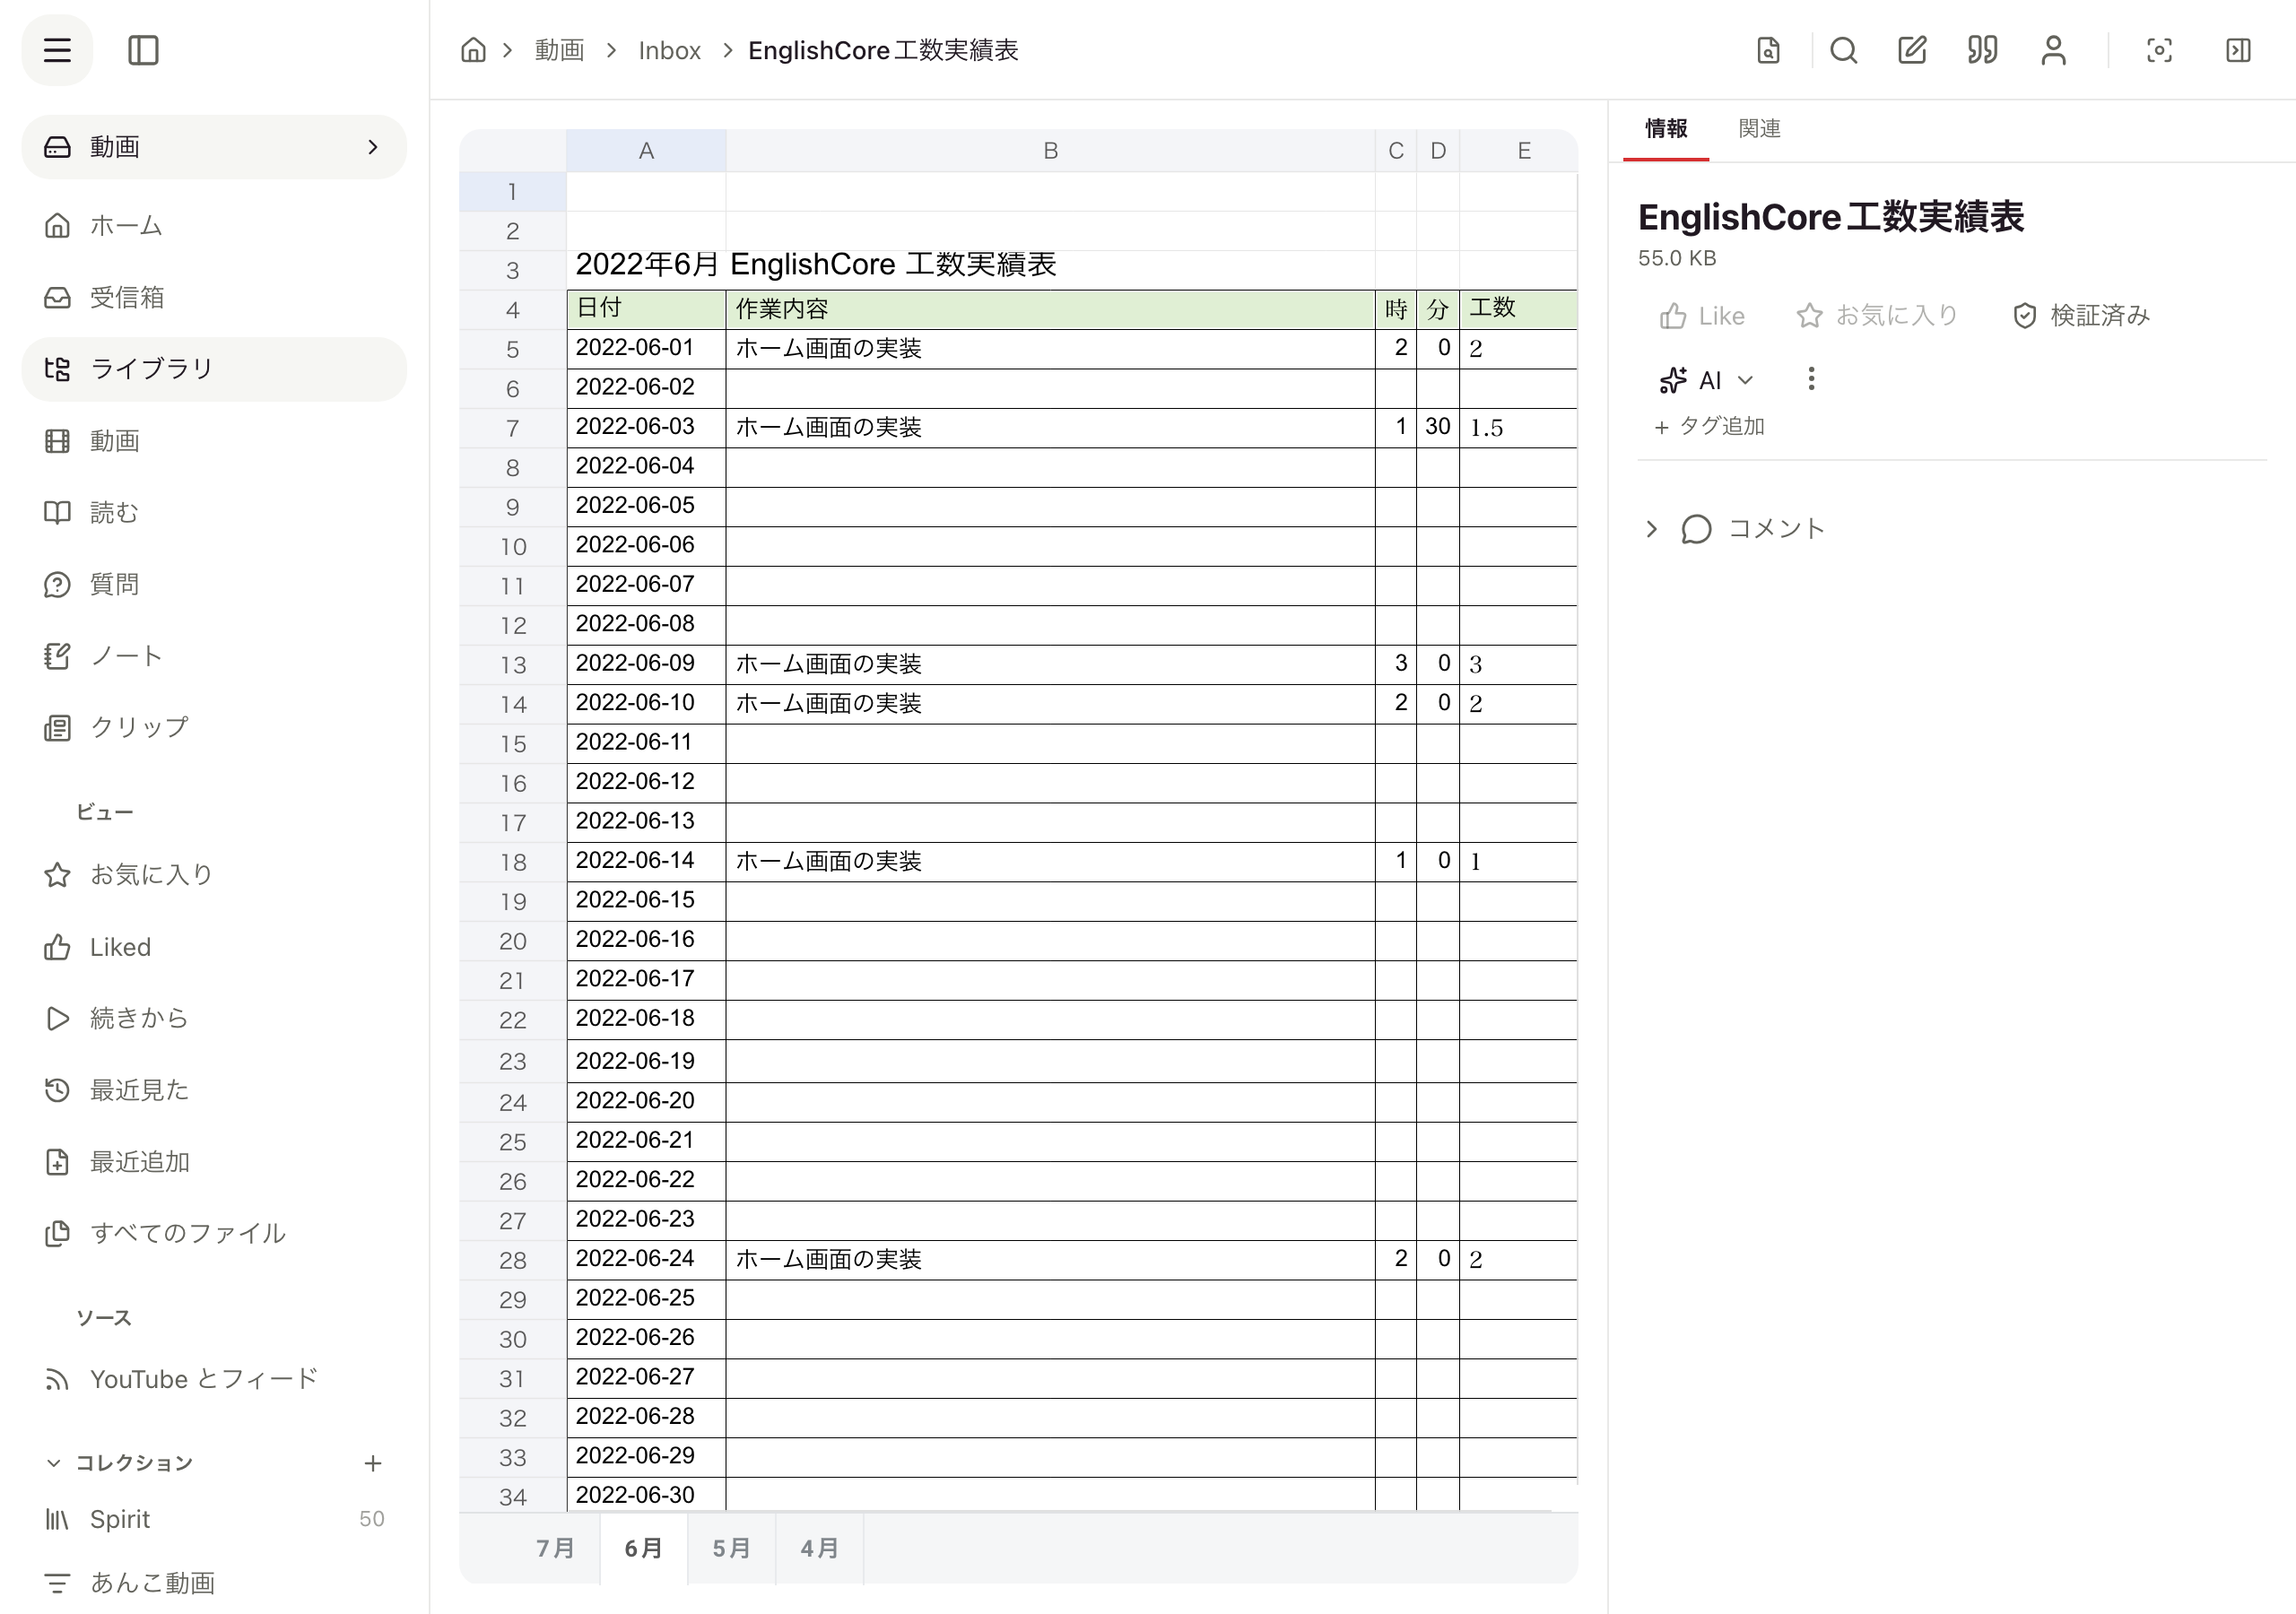 動画
ホーム
受信箱
ライブラリ
動画
読む
質問
ノート
クリップ
ビュー
お気に入り
Liked
続きから
最近見た
最近追加
すべてのファイル
ソース
YouTube とフィード
コレクション
Spirit 50
あんこ動画
動画 Inbox EnglishCore工数実績表
A B C D E
1
2
3 2022年6月 EnglishCore 工数実績表
4 日付 作業内容 時 分 工数
5 2022-06-01 ホーム画面の実装 2 0 2
6 2022-06-02
7 2022-06-03 ホーム画面の実装 1 30 1.5
8 2022-06-04
9 2022-06-05
10 2022-06-06
11 2022-06-07
12 2022-06-08
13 2022-06-09 ホーム画面の実装 3 0 3
14 2022-06-10 ホーム画面の実装 2 0 2
15 2022-06-11
16 2022-06-12
17 2022-06-13
18 2022-06-14 ホーム画面の実装 1 0 1
19 2022-06-15
20 2022-06-16
21 2022-06-17
22 2022-06-18
23 2022-06-19
24 2022-06-20
25 2022-06-21
26 2022-06-22
27 2022-06-23
28 2022-06-24 ホーム画面の実装 2 0 2
29 2022-06-25
30 2022-06-26
31 2022-06-27
32 2022-06-28
33 2022-06-29
34 2022-06-30
7月 6月 5月 4月
情報 関連
EnglishCore工数実績表
55.0 KB
Like お気に入り 検証済み
AI
+ タグ追加
コメント